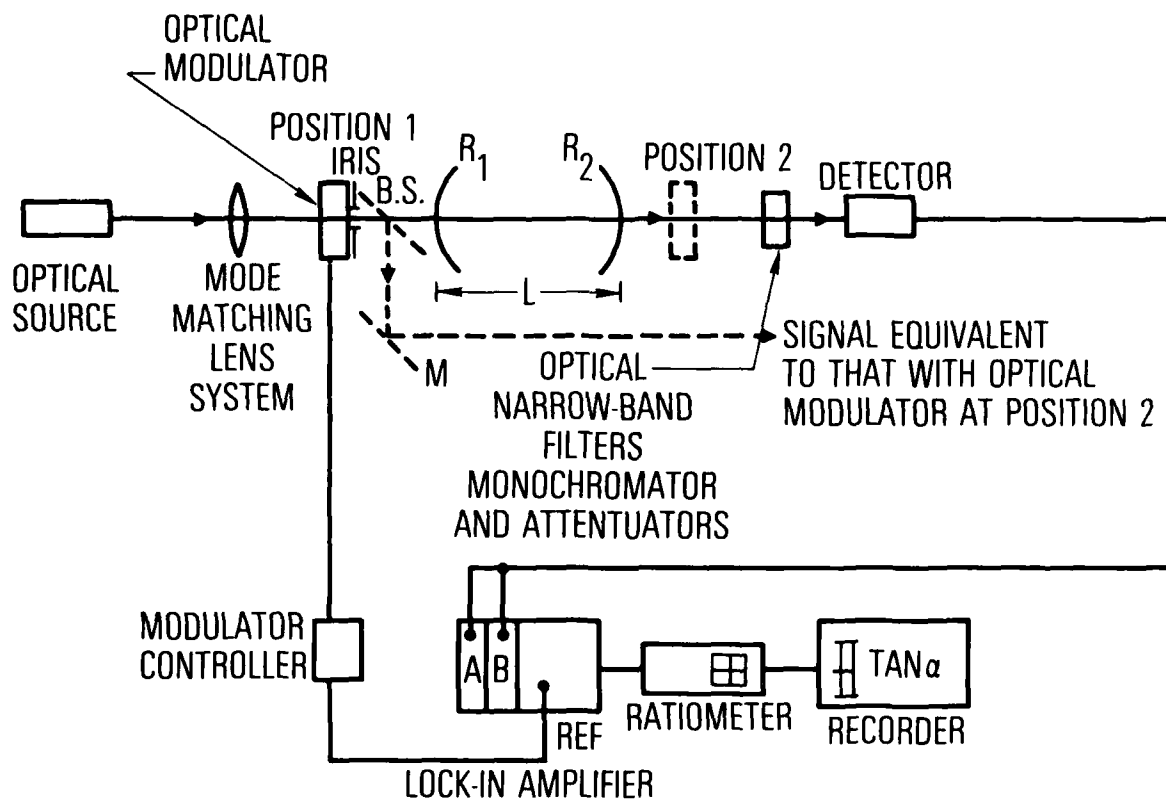 OPTICAL
MODULATOR
POSITION 1
IRIS
B.S.
R1
R2
POSITION 2
DETECTOR
OPTICAL
SOURCE
MODE
MATCHING
LENS
SYSTEM
L
M
OPTICAL
NARROW-BAND
FILTERS
MONOCHROMATOR
AND ATTENTUATORS
SIGNAL EQUIVALENT
TO THAT WITH OPTICAL
MODULATOR AT POSITION 2
MODULATOR
CONTROLLER
A
B
REF
LOCK-IN AMPLIFIER
RATIOMETER
TAN α
RECORDER